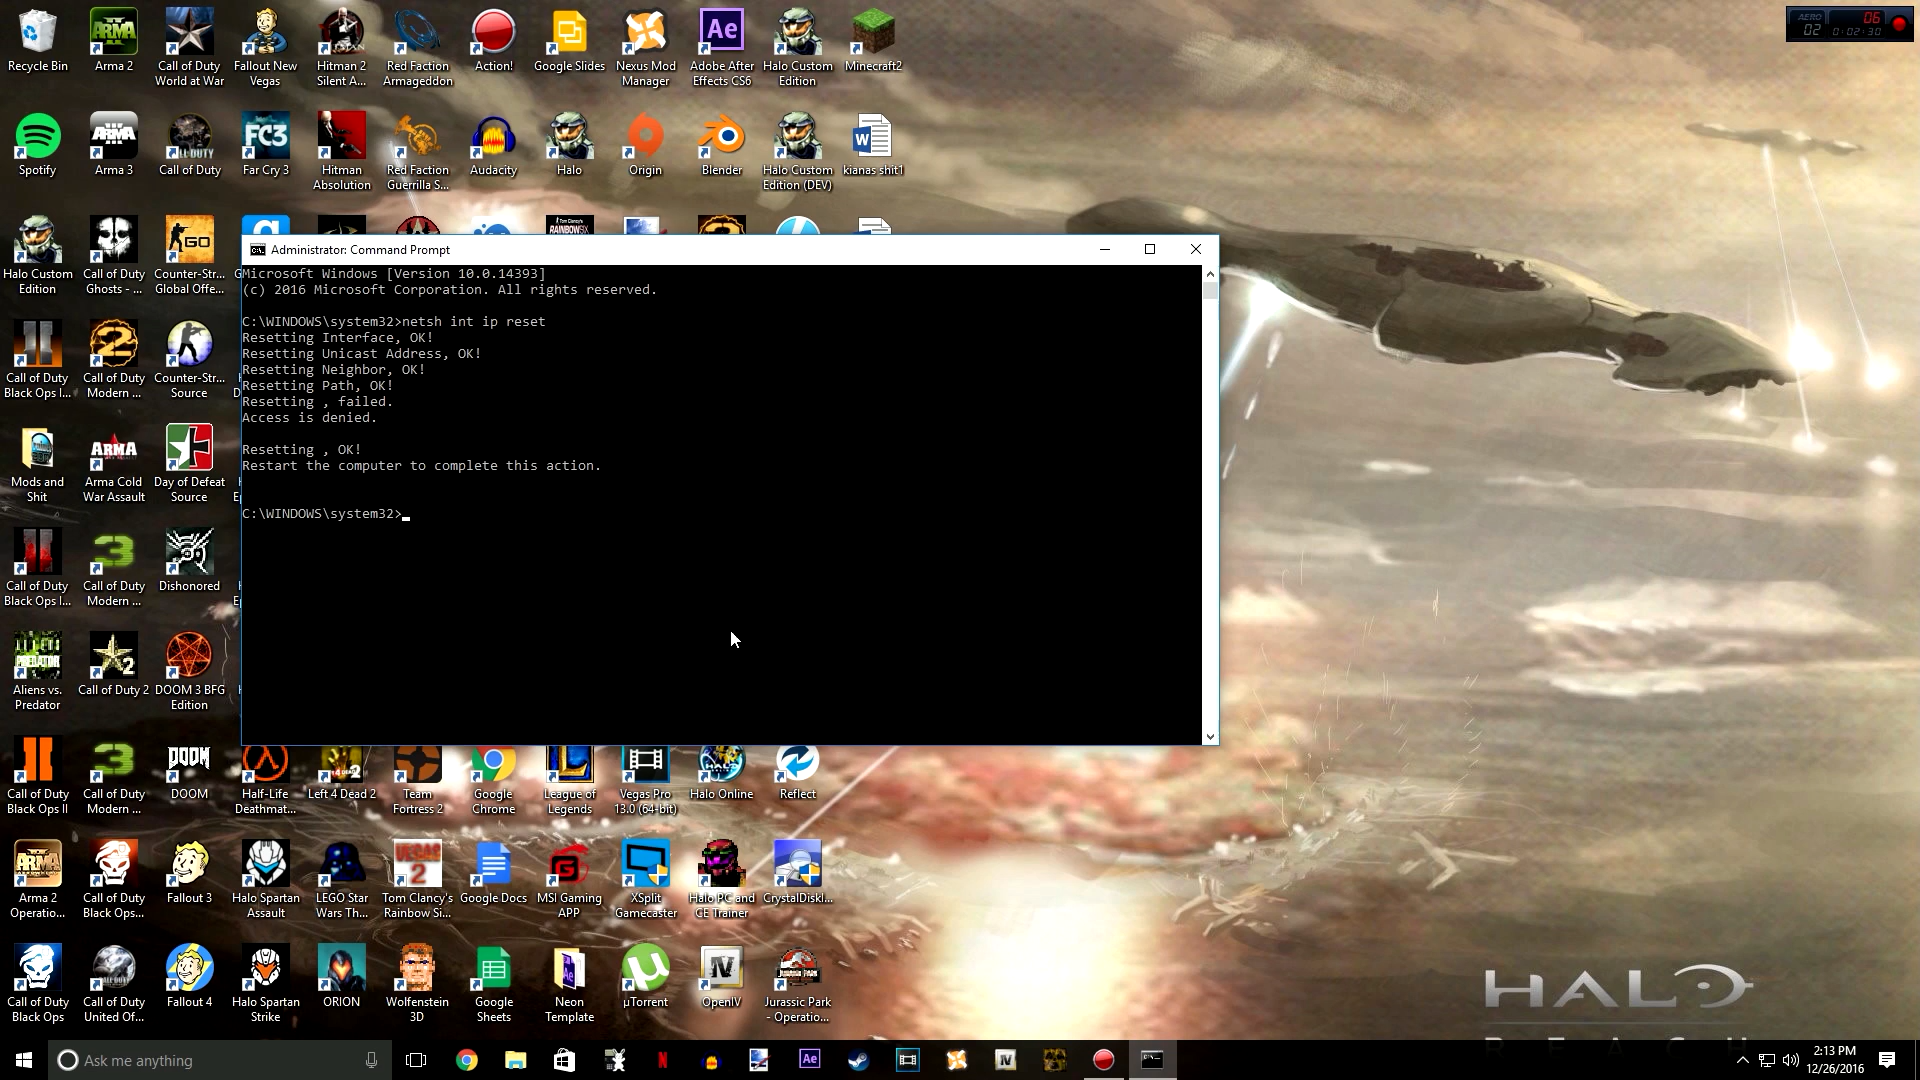 Recycle Bin
Arma 2
Call of Duty
World at War
Fallout New
Vegas
Hitman 2
Silent A...
Red Faction
Armageddon
Action!
Google Slides
Nexus Mod
Manager
Adobe After
Effects CS6
Halo Custom
Edition
Minecraft2
AERO
02
06
0:02:30
Spotify
Arma 3
Call of Duty
Far Cry 3
Hitman
Absolution
Red Faction
Guerrilla S...
Audacity
Halo
Origin
Blender
Halo Custom
Edition (DEV)
kianas shit1
Halo Custom
Edition
Call of Duty
Ghosts - ...
Counter-Str...
Global Offe...
Administrator: Command Prompt
Microsoft Windows [Version 10.0.14393]
(c) 2016 Microsoft Corporation. All rights reserved.
C:\WINDOWS\system32>netsh int ip reset
Resetting Interface, OK!
Resetting Unicast Address, OK!
Resetting Neighbor, OK!
Resetting Path, OK!
Resetting , failed.
Access is denied.
Resetting , OK!
Restart the computer to complete this action.
C:\WINDOWS\system32>
Call of Duty
Black Ops I...
Call of Duty
Modern ...
Counter-Str...
Source
Mods and
Shit
Arma Cold
War Assault
Day of Defeat
Source
Call of Duty
Black Ops I...
Call of Duty
Modern ...
Dishonored
Aliens vs.
Predator
Call of Duty 2
DOOM 3 BFG
Edition
Call of Duty
Black Ops II
Call of Duty
Modern ...
DOOM
Half-Life
Deathmat...
Left 4 Dead 2
Team
Fortress 2
Google
Chrome
League of
Legends
Vegas Pro
13.0 (64-bit)
Halo Online
Reflect
Arma 2
Operatio...
Call of Duty
Black Ops...
Fallout 3
Halo Spartan
Assault
LEGO Star
Wars Th...
Tom Clancy's
Rainbow Si...
Google Docs
MSI Gaming
APP
XSplit
Gamecaster
Halo PC and
CE Trainer
CrystalDiskI...
Call of Duty
Black Ops
Call of Duty
United Of...
Fallout 4
Halo Spartan
Strike
ORION
Wolfenstein
3D
Google
Sheets
Neon
Template
µTorrent
OpenIV
Jurassic Park
- Operatio...
HALO
REACH
Ask me anything
2:13 PM
12/26/2016